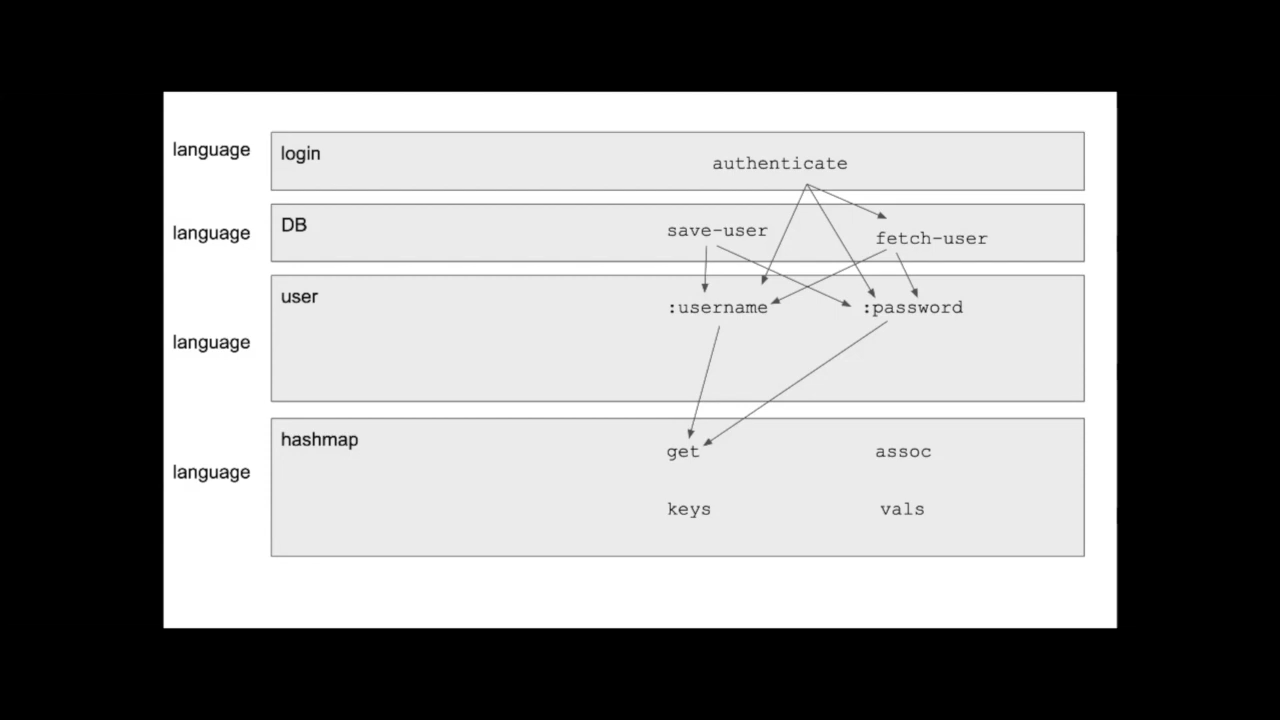 language
login
authenticate
language
DB
save-user
fetch-user
user
:username
:password
language
hashmap
get
assoc
language
keys
vals